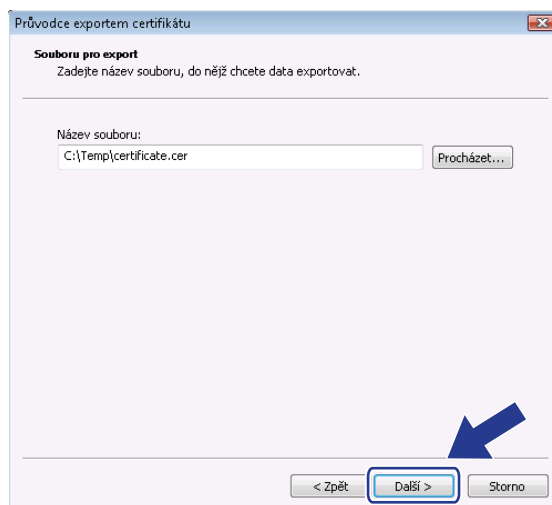 Průvodce exportem certifikátu
Souboru pro export
Zadejte název souboru, do nějž chcete data exportovat.
Název souboru:
C:\Temp\certificate.cer
Procházet...
< Zpět
Další >
Storno